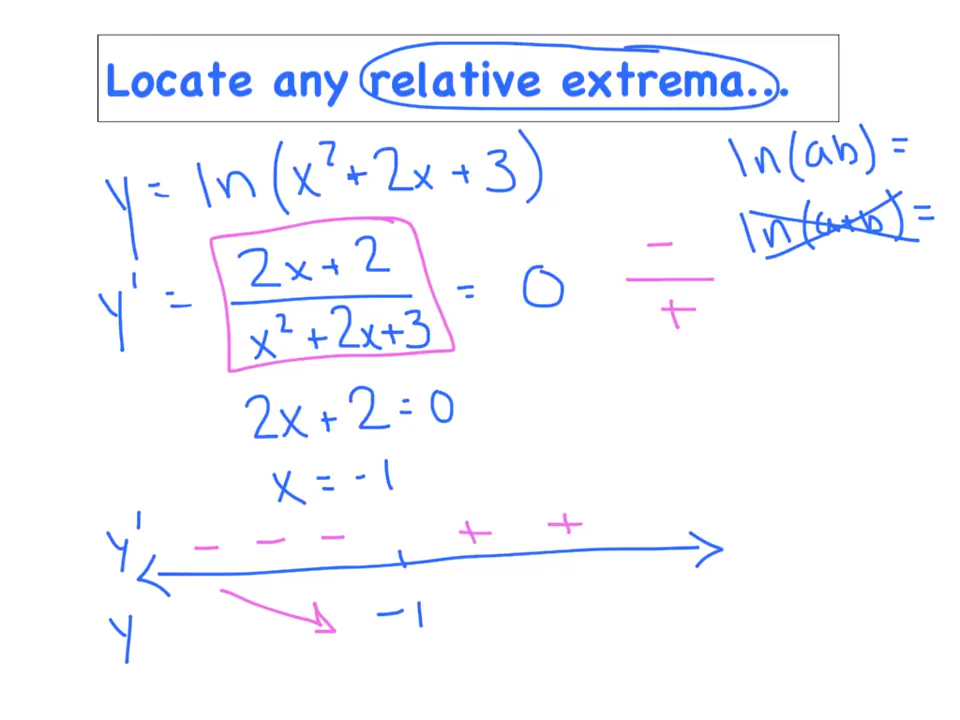 Locate any relative extrema...
y = ln(x² + 2x + 3)
ln(ab) =
ln(a+b) =
y' = (2x + 2)/(x² + 2x + 3) = 0
−/+
2x + 2 = 0
x = -1
y' − − − + +
-1
y